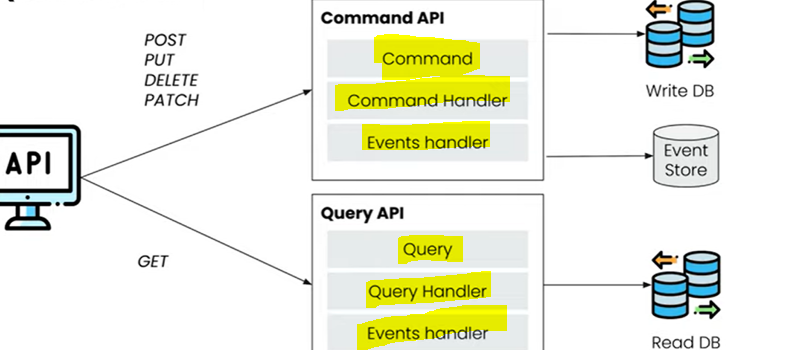 Command API
POST
PUT
DELETE
PATCH
Command
Command Handler
Events handler
Write DB
Event
Store
API
Query API
GET
Query
Query Handler
Events handler
Read DB